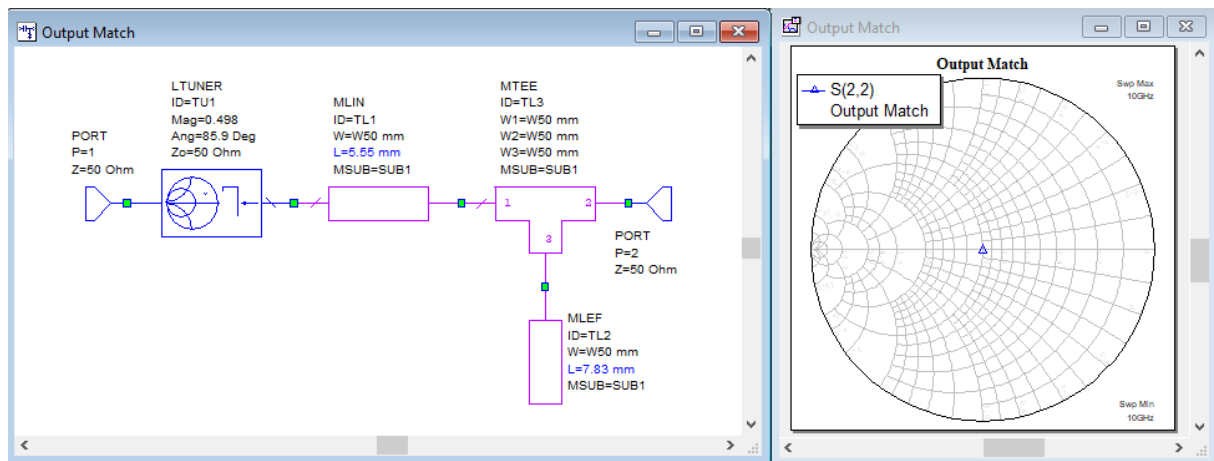 Output Match
LTUNER
ID=TU1
Mag=0.498
Ang=85.9 Deg
Zo=50 Ohm
PORT
P=1
Z=50 Ohm
MLIN
ID=TL1
W=W50 mm
L=5.55 mm
MSUB=SUB1
MTEE
ID=TL3
W1=W50 mm
W2=W50 mm
W3=W50 mm
MSUB=SUB1
1
2
3
PORT
P=2
Z=50 Ohm
MLEF
ID=TL2
W=W50 mm
L=7.83 mm
MSUB=SUB1
Output Match
Output Match
S(2,2)
Output Match
Swp Max
10GHz
Swp Min
10GHz